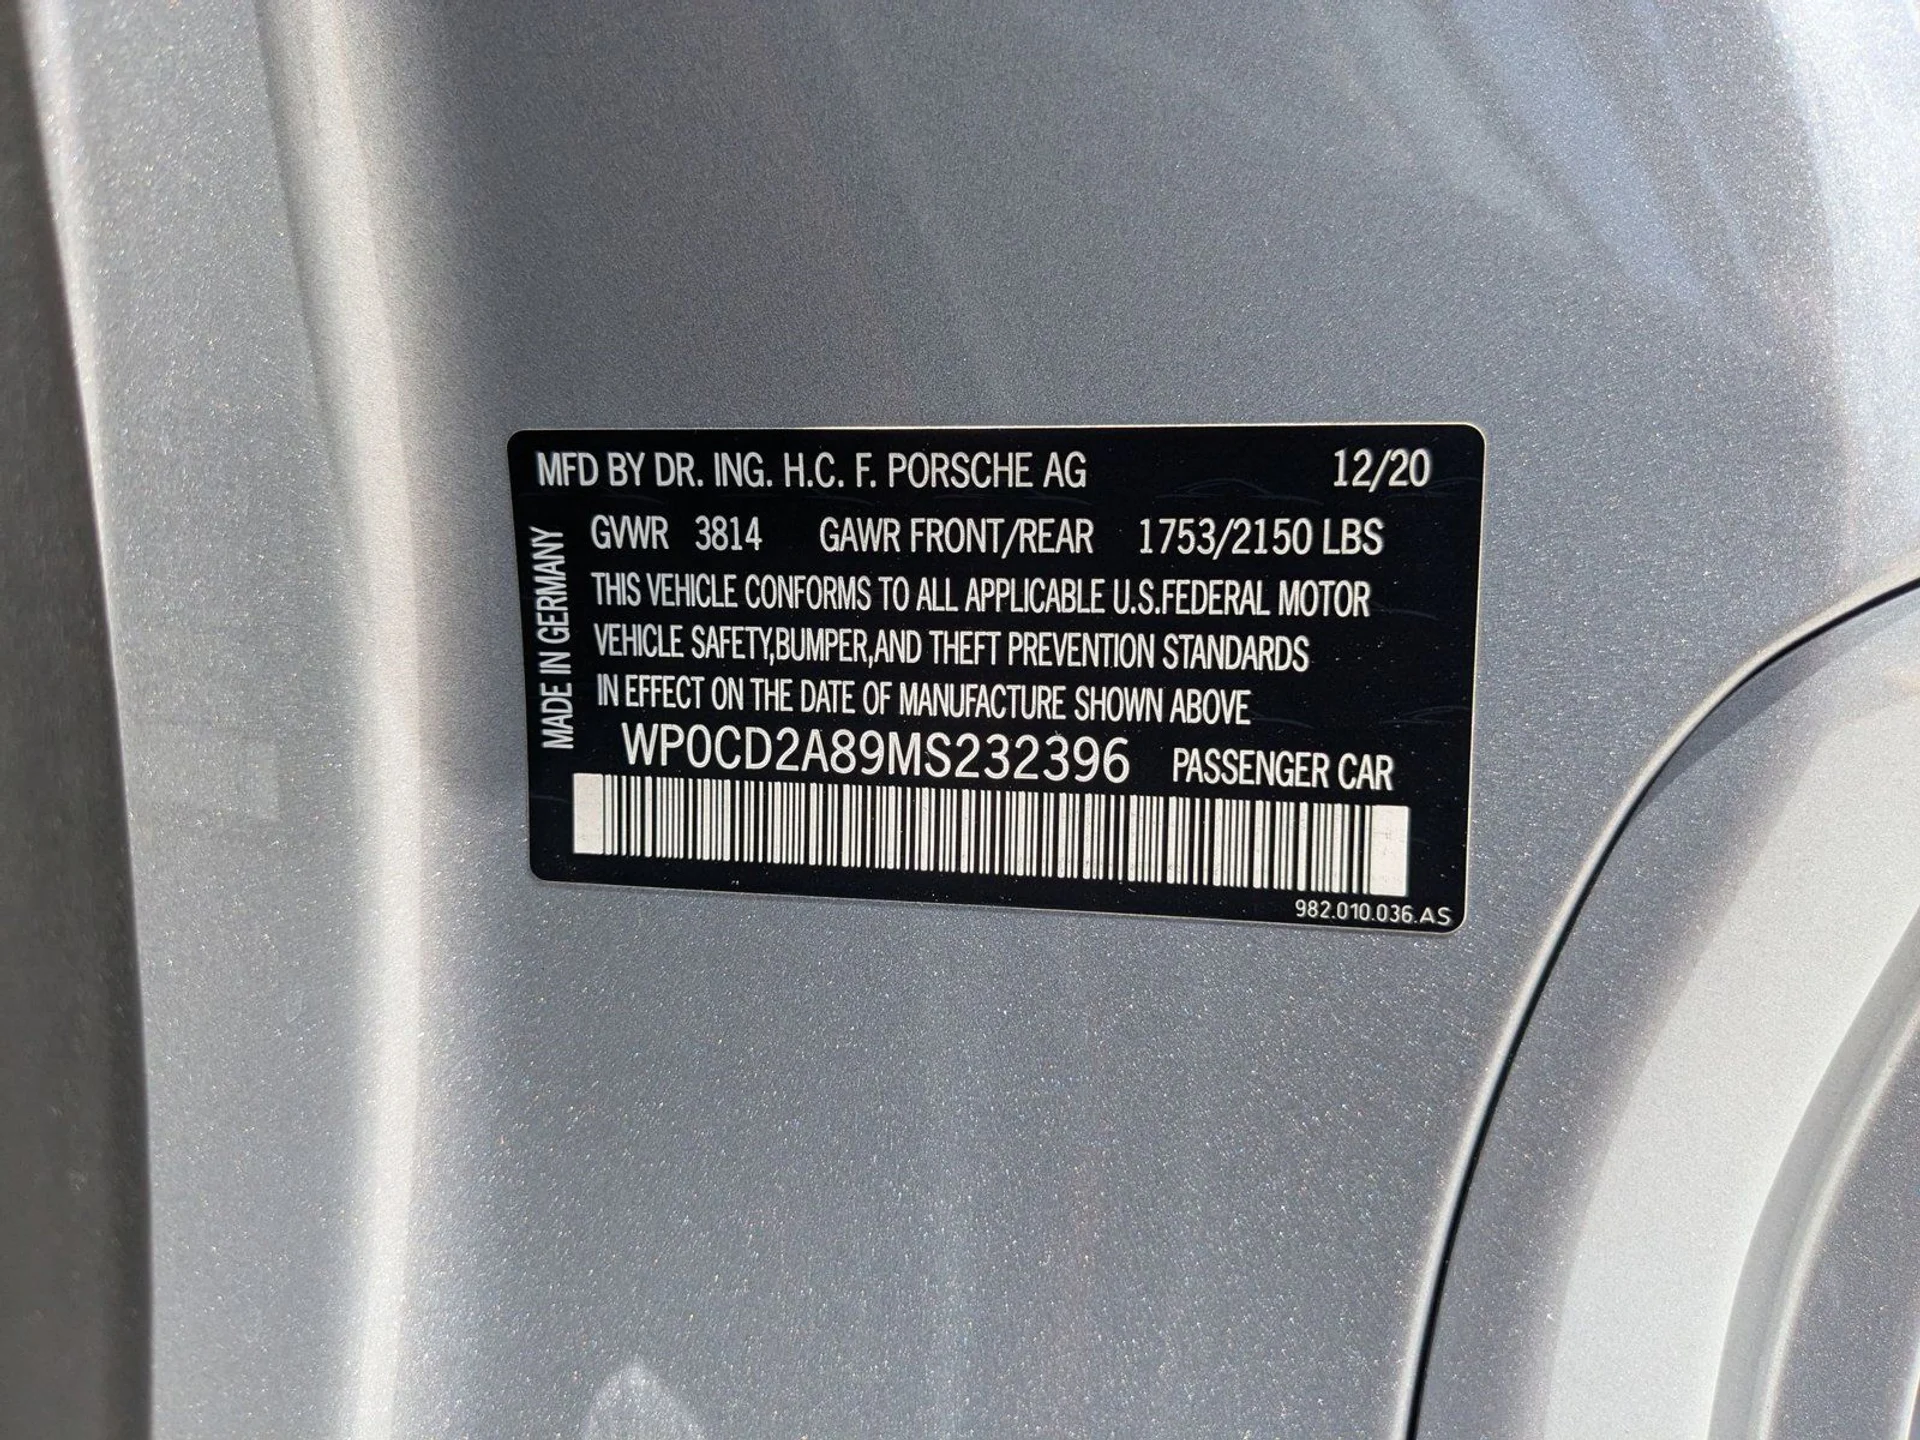 MFD BY DR. ING. H.C. F. PORSCHE AG 12/20
GVWR 3814 GAWR FRONT/REAR 1753/2150 LBS
THIS VEHICLE CONFORMS TO ALL APPLICABLE U.S.FEDERAL MOTOR
VEHICLE SAFETY,BUMPER,AND THEFT PREVENTION STANDARDS
IN EFFECT ON THE DATE OF MANUFACTURE SHOWN ABOVE
WP0CD2A89MS232396 PASSENGER CAR
MADE IN GERMANY
982.010.036.AS